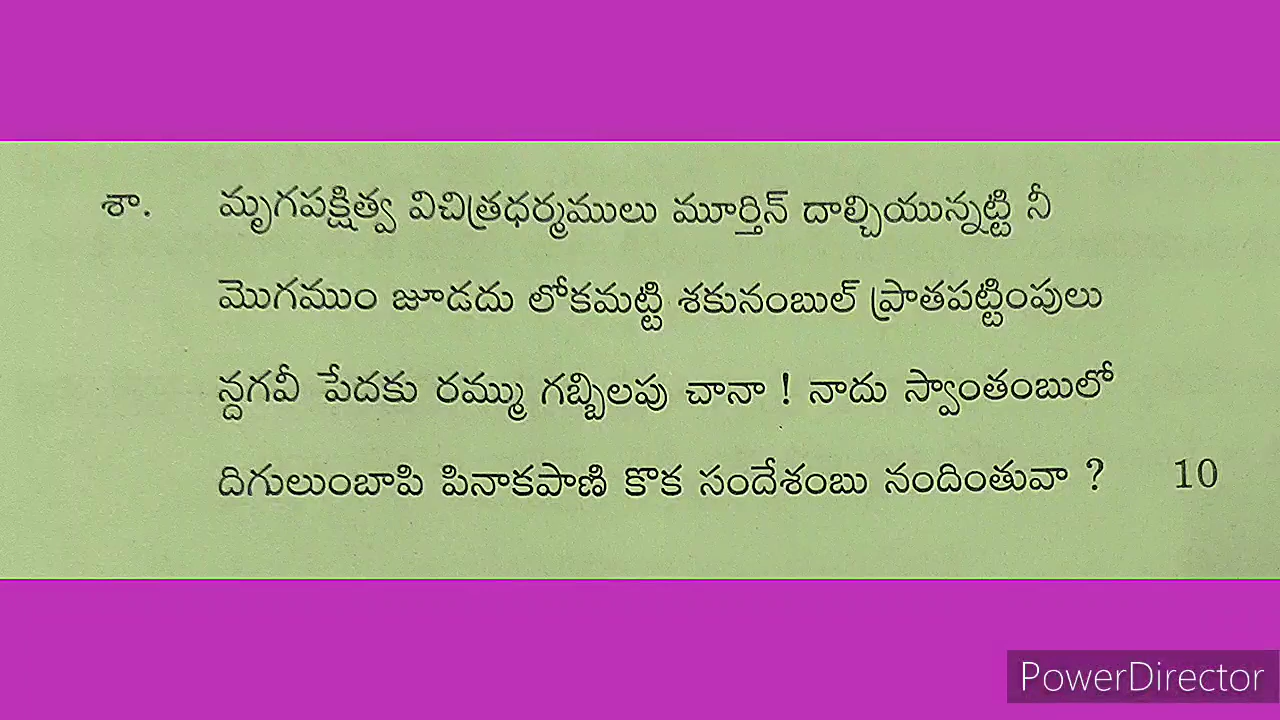 శా. మృగపక్షిత్వ విచిత్రధర్మములు మూర్తిన్ దాల్చియున్నట్టి నీ
మొగముం జూడదు లోకమట్టి శకునంబుల్ ప్రాతపట్టింపులు
న్దగవీ పేదకు రమ్ము గబ్బిలపు చానా ! నాదు స్వాంతంబులో
దిగులుంబాపి పినాకపాణి కొక సందేశంబు నందింతువా ? 10
PowerDirector